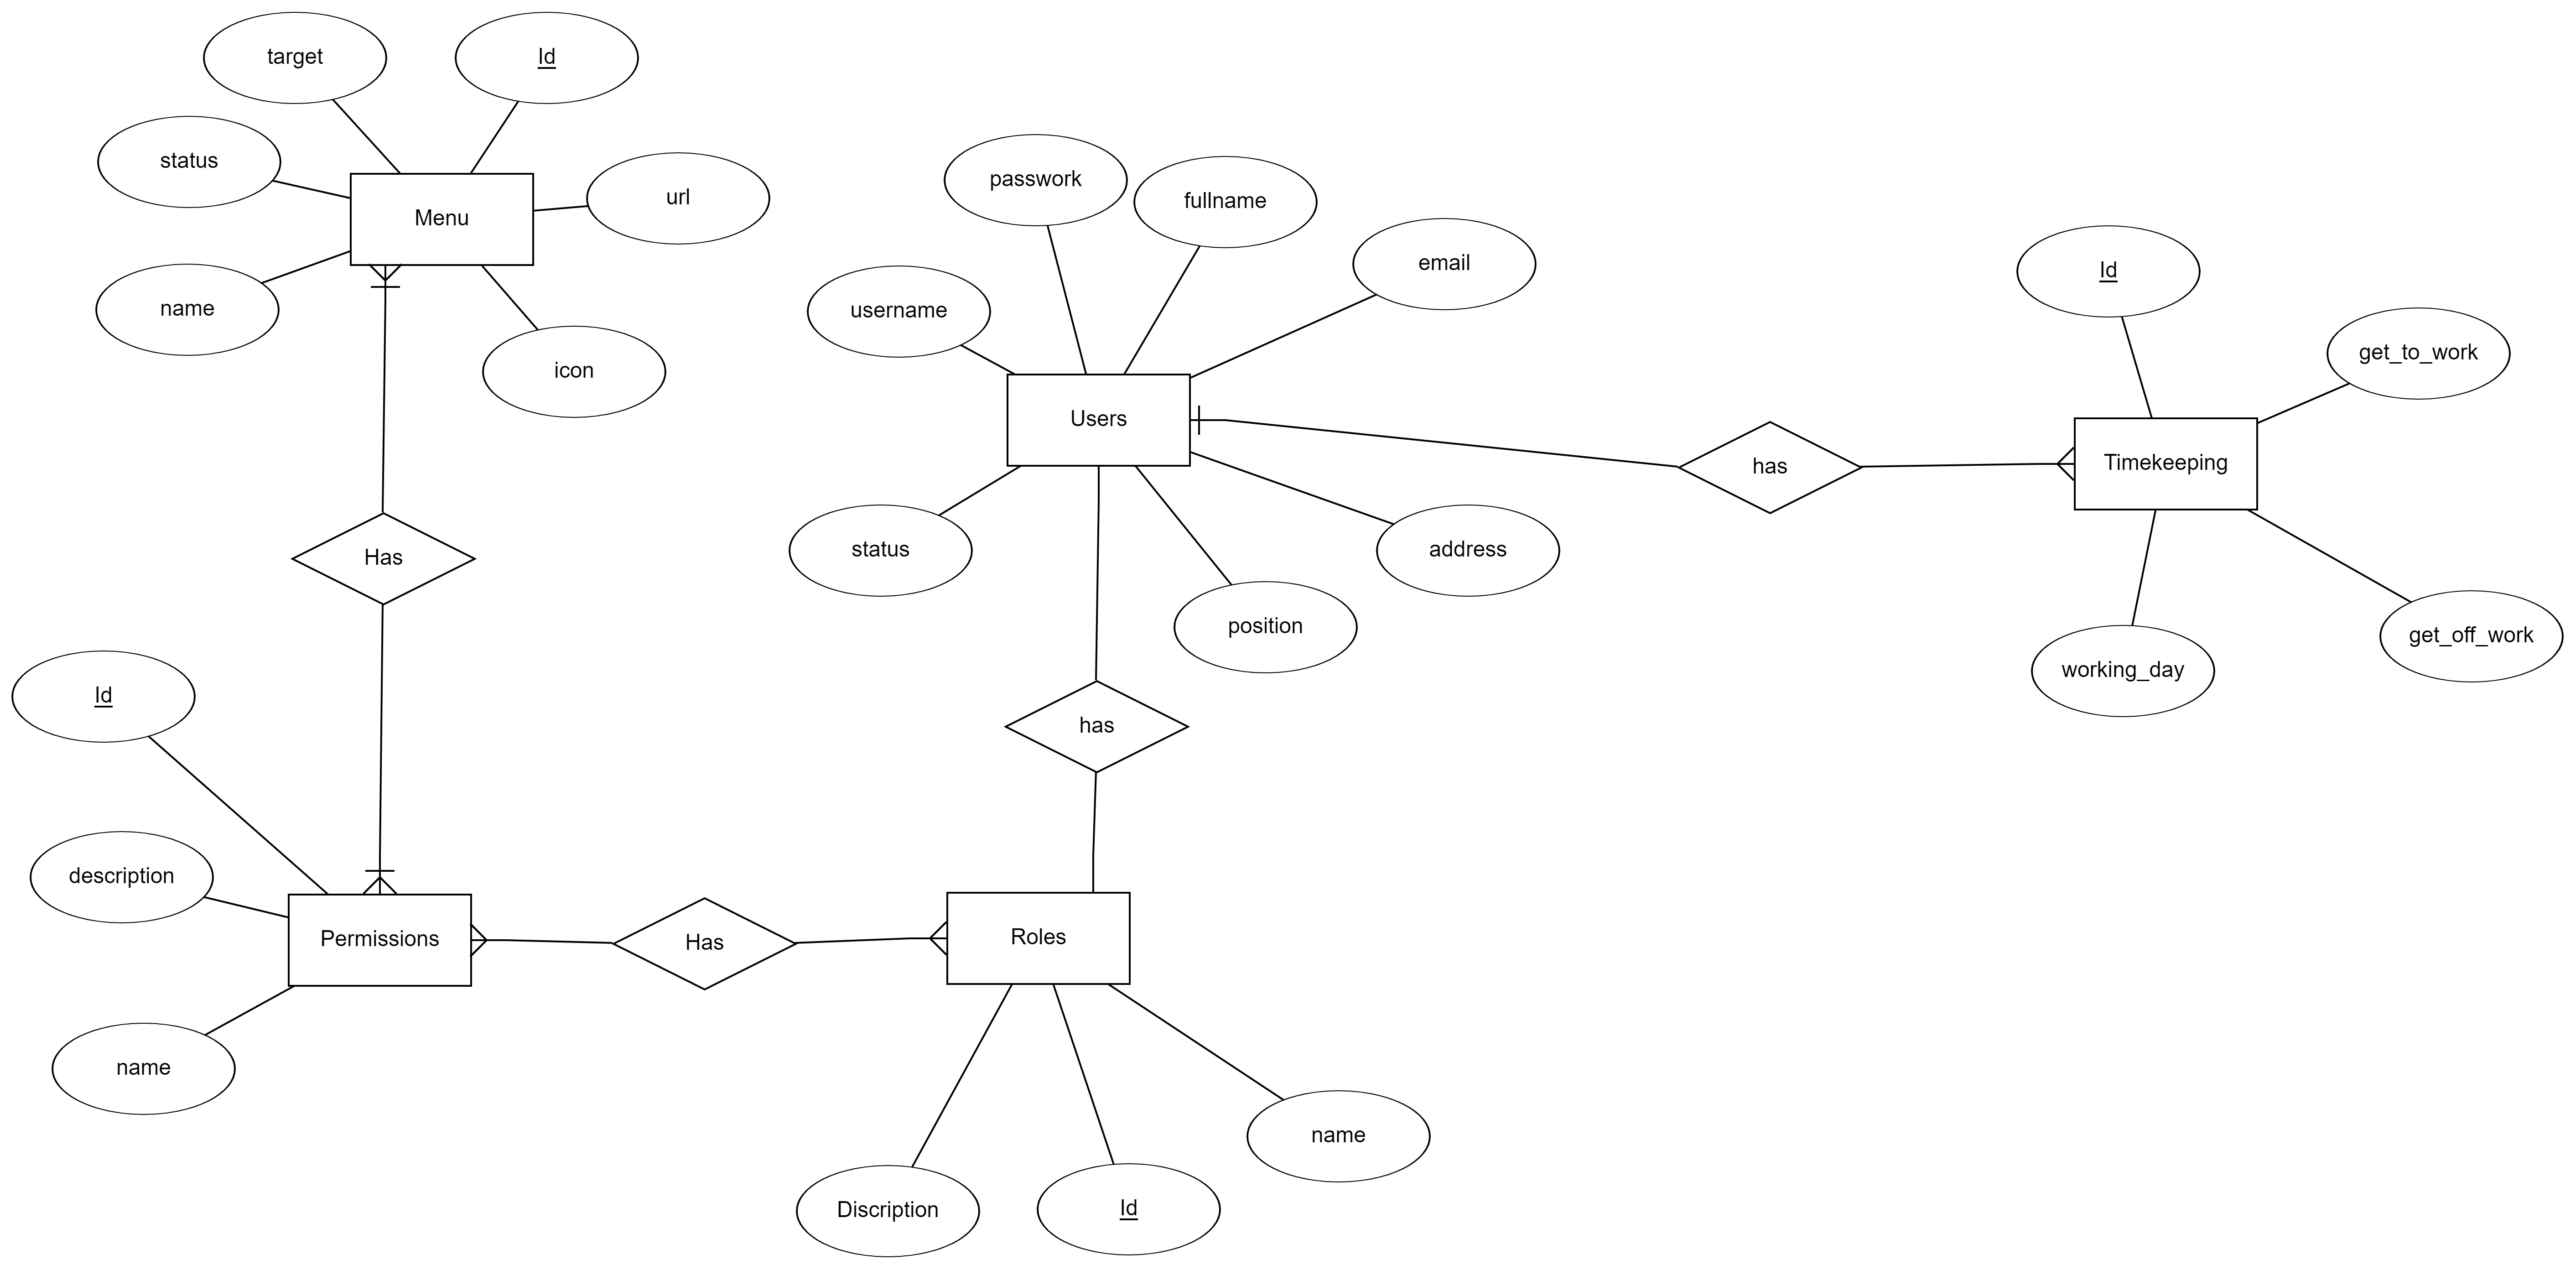 target
Id
status
url
Menu
name
icon
passwork
fullname
email
username
Users
status
address
position
has
Id
get_to_work
Timekeeping
get_off_work
working_day
Has
Id
description
Permissions
name
Has
has
Roles
name
Discription
Id